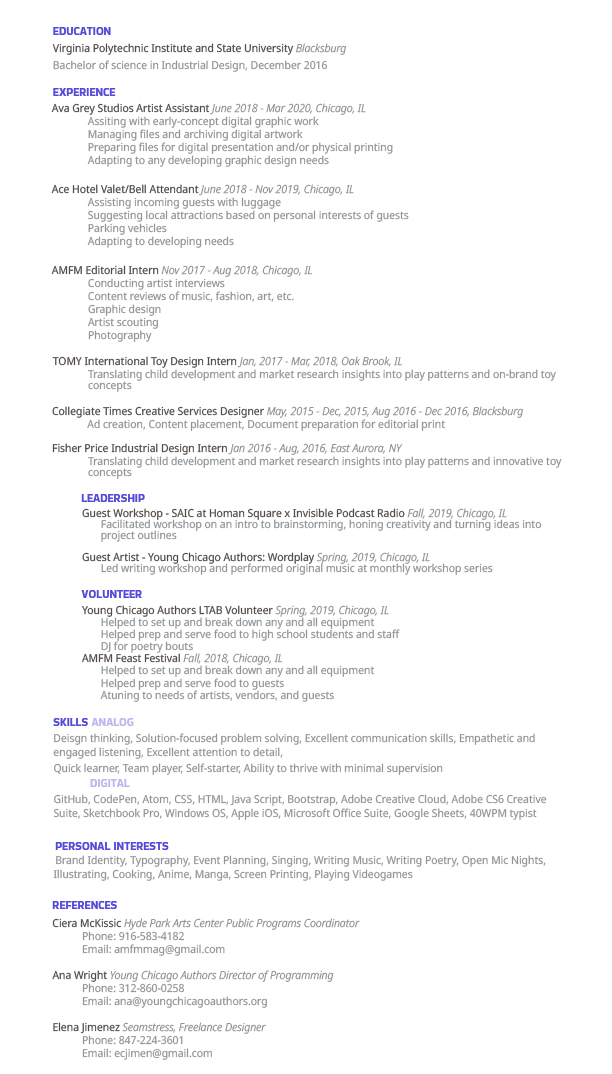 EDUCATION
Virginia Polytechnic Institute and State University Blacksburg
Bachelor of science in Industrial Design, December 2016
EXPERIENCE
Ava Grey Studios Artist Assistant June 2018 - Mar 2020, Chicago, IL
Assiting with early-concept digital graphic work
Managing files and archiving digital artwork
Preparing files for digital presentation and/or physical printing
Adapting to any developing graphic design needs
Ace Hotel Valet/Bell Attendant June 2018 - Nov 2019, Chicago, IL
Assisting incoming guests with luggage
Suggesting local attractions based on personal interests of guests
Parking vehicles
Adapting to developing needs
AMFM Editorial Intern Nov 2017 - Aug 2018, Chicago, IL
Conducting artist interviews
Content reviews of music, fashion, art, etc.
Graphic design
Artist scouting
Photography
TOMY International Toy Design Intern Jan, 2017 - Mar, 2018, Oak Brook, IL
Translating child development and market research insights into play patterns and on-brand toy
concepts
Collegiate Times Creative Services Designer May, 2015 - Dec, 2015, Aug 2016 - Dec 2016, Blacksburg
Ad creation, Content placement, Document preparation for editorial print
Fisher Price Industrial Design Intern Jan 2016 - Aug, 2016, East Aurora, NY
Translating child development and market research insights into play patterns and innovative toy
concepts
LEADERSHIP
Guest Workshop - SAIC at Homan Square x Invisible Podcast Radio Fall, 2019, Chicago, IL
Facilitated workshop on an intro to brainstorming, honing creativity and turning ideas into
project outlines
Guest Artist - Young Chicago Authors: Wordplay Spring, 2019, Chicago, IL
Led writing workshop and performed original music at monthly workshop series
VOLUNTEER
Young Chicago Authors LTAB Volunteer Spring, 2019, Chicago, IL
Helped to set up and break down any and all equipment
Helped prep and serve food to high school students and staff
DJ for poetry bouts
AMFM Feast Festival Fall, 2018, Chicago, IL
Helped to set up and break down any and all equipment
Helped prep and serve food to guests
Atuning to needs of artists, vendors, and guests
SKILLS ANALOG
Deisgn thinking, Solution-focused problem solving, Excellent communication skills, Empathetic and
engaged listening, Excellent attention to detail,
Quick learner, Team player, Self-starter, Ability to thrive with minimal supervision
DIGITAL
GitHub, CodePen, Atom, CSS, HTML, Java Script, Bootstrap, Adobe Creative Cloud, Adobe CS6 Creative
Suite, Sketchbook Pro, Windows OS, Apple iOS, Microsoft Office Suite, Google Sheets, 40WPM typist
PERSONAL INTERESTS
Brand Identity, Typography, Event Planning, Singing, Writing Music, Writing Poetry, Open Mic Nights,
Illustrating, Cooking, Anime, Manga, Screen Printing, Playing Videogames
REFERENCES
Ciera McKissic Hyde Park Arts Center Public Programs Coordinator
Phone: 916-583-4182
Email: amfmmag@gmail.com
Ana Wright Young Chicago Authors Director of Programming
Phone: 312-860-0258
Email: ana@youngchicagoauthors.org
Elena Jimenez Seamstress, Freelance Designer
Phone: 847-224-3601
Email: ecjimen@gmail.com